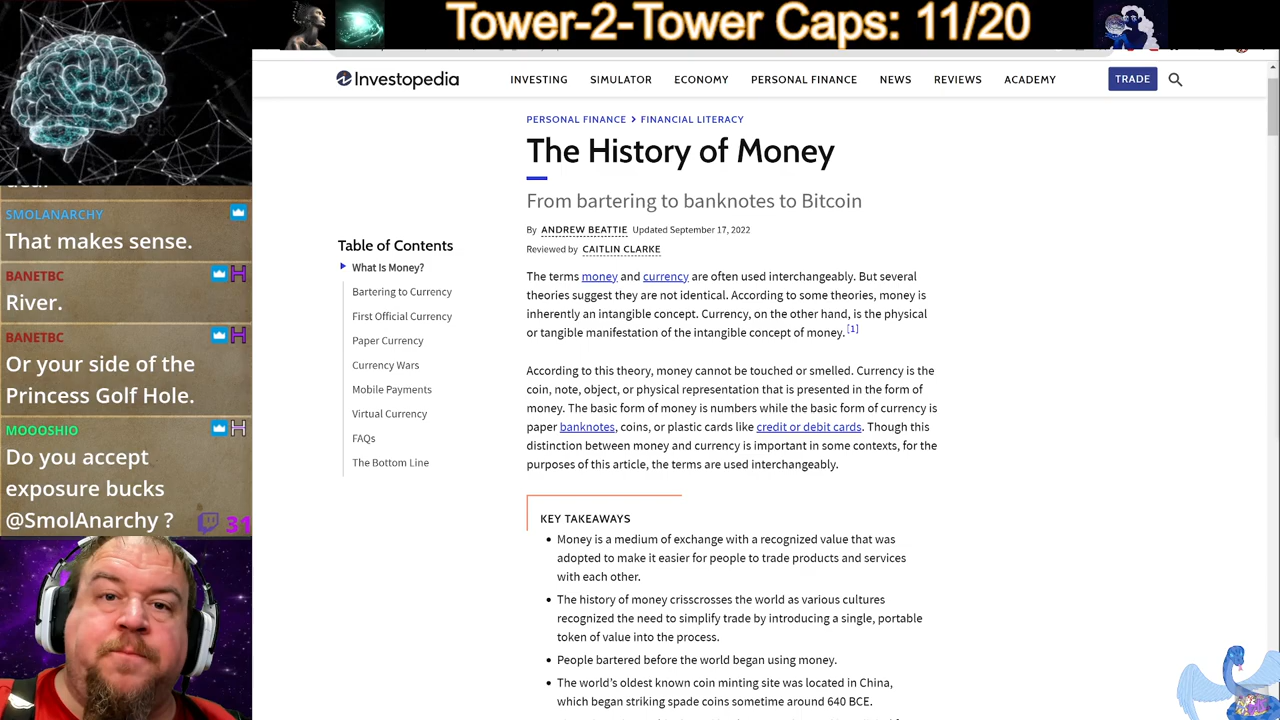 Tower-2-Tower Caps: 11/20
SMOLANARCHY
That makes sense.
BANETBC
River.
BANETBC
Or your side of the
Princess Golf Hole.
MOOOSHIO
Do you accept
exposure bucks
@SmolAnarchy ?
31
Investopedia
INVESTING
SIMULATOR
ECONOMY
PERSONAL FINANCE
NEWS
REVIEWS
ACADEMY
TRADE
PERSONAL FINANCE > FINANCIAL LITERACY
The History of Money
From bartering to banknotes to Bitcoin
By ANDREW BEATTIE Updated September 17, 2022
Reviewed by CAITLIN CLARKE
Table of Contents
What Is Money?
Bartering to Currency
First Official Currency
Paper Currency
Currency Wars
Mobile Payments
Virtual Currency
FAQs
The Bottom Line
The terms money and currency are often used interchangeably. But several
theories suggest they are not identical. According to some theories, money is
inherently an intangible concept. Currency, on the other hand, is the physical
or tangible manifestation of the intangible concept of money. [1]
According to this theory, money cannot be touched or smelled. Currency is the
coin, note, object, or physical representation that is presented in the form of
money. The basic form of money is numbers while the basic form of currency is
paper banknotes, coins, or plastic cards like credit or debit cards. Though this
distinction between money and currency is important in some contexts, for the
purposes of this article, the terms are used interchangeably.
KEY TAKEAWAYS
• Money is a medium of exchange with a recognized value that was
adopted to make it easier for people to trade products and services
with each other.
• The history of money crisscrosses the world as various cultures
recognized the need to simplify trade by introducing a single, portable
token of value into the process.
• People bartered before the world began using money.
• The world's oldest known coin minting site was located in China,
which began striking spade coins sometime around 640 BCE.